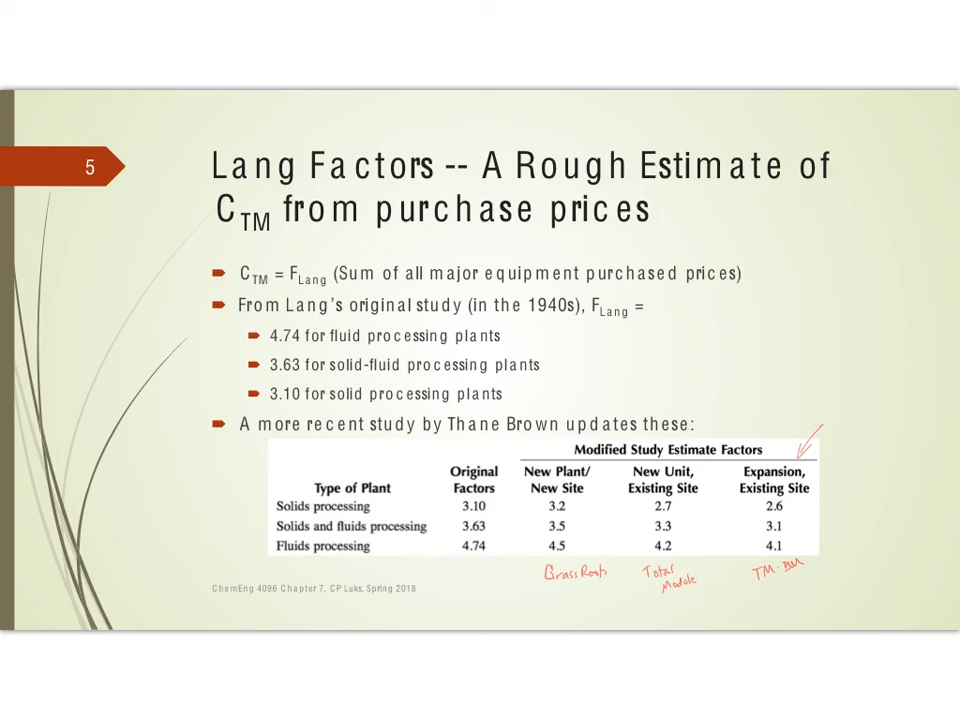 5
Lang Factors -- A Rough Estimate of
CTM from purchase prices
CTM = FLang (Sum of all major equipment purchased prices)
From Lang's original study (in the 1940s), FLang =
4.74 for fluid processing plants
3.63 for solid-fluid processing plants
3.10 for solid processing plants
A more recent study by Thane Brown updates these:
Modified Study Estimate Factors
Original New Plant/ New Unit, Expansion,
Type of Plant Factors New Site Existing Site Existing Site
Solids processing 3.10 3.2 2.7 2.6
Solids and fluids processing 3.63 3.5 3.3 3.1
Fluids processing 4.74 4.5 4.2 4.1
GrassRoots Total TM. BM
Module
ChemEng 4096 Chapter 7, CP Luks, Spring 2018